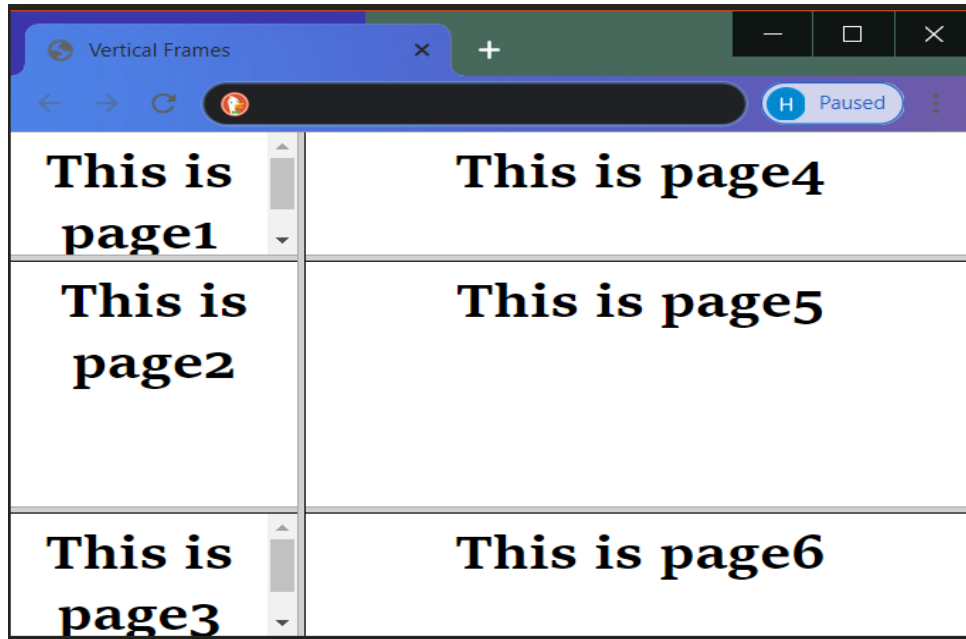 Vertical Frames
H Paused
This is
page1
This is page4
This is
page2
This is page5
This is
page3
This is page6